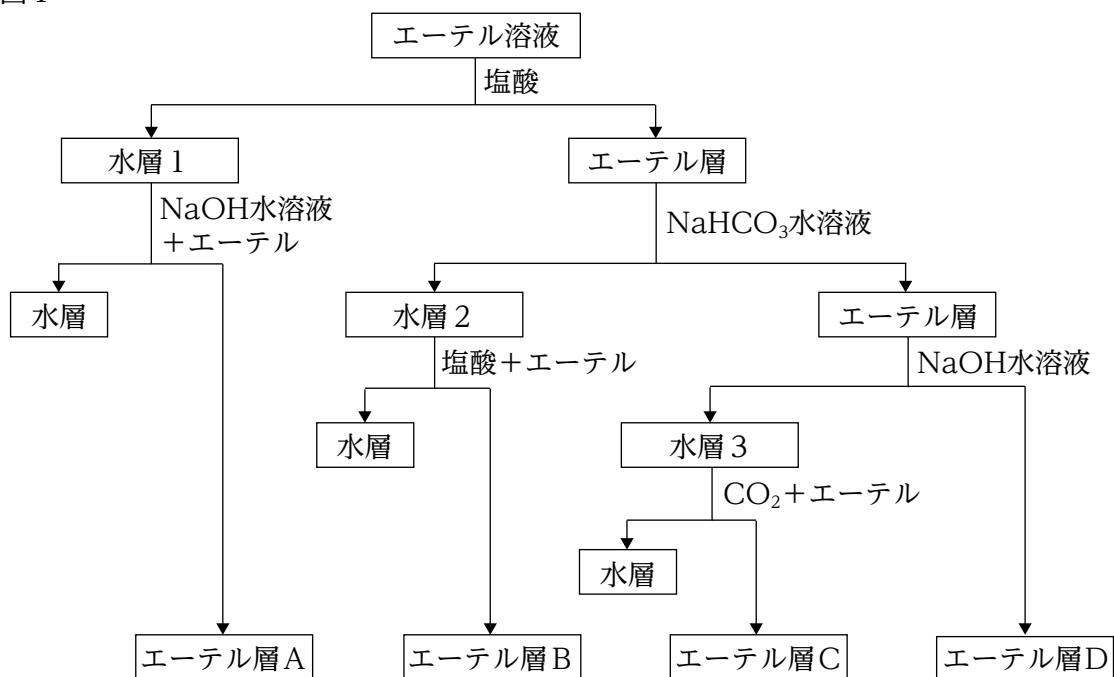 エーテル溶液
塩酸
水層1
エーテル層
NaOH水溶液
+エーテル
NaHCO₃水溶液
水層
水層2
エーテル層
塩酸+エーテル
NaOH水溶液
水層
水層3
CO₂+エーテル
水層
エーテル層A
エーテル層B
エーテル層C
エーテル層D